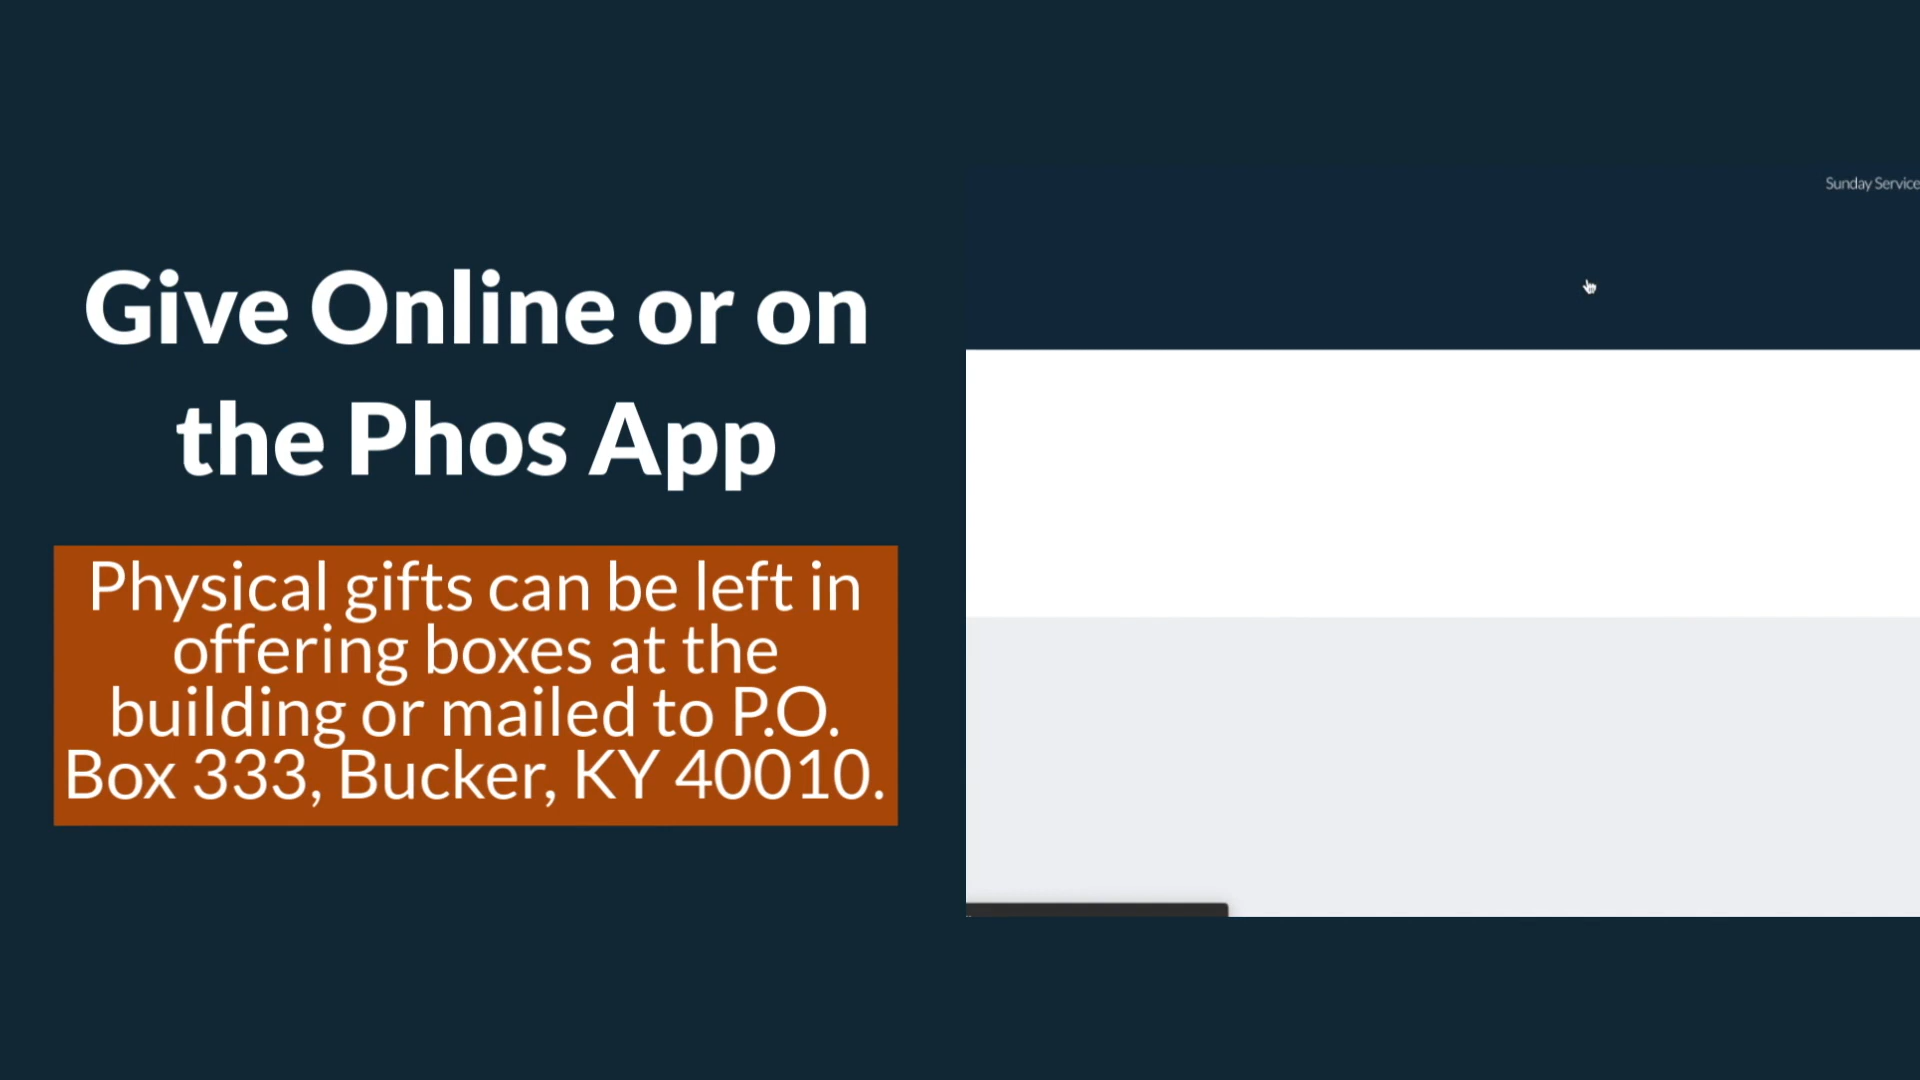 Give Online or on
the Phos App
Physical gifts can be left in
offering boxes at the
building or mailed to P.O.
Box 333, Bucker, KY 40010.
Sunday Service